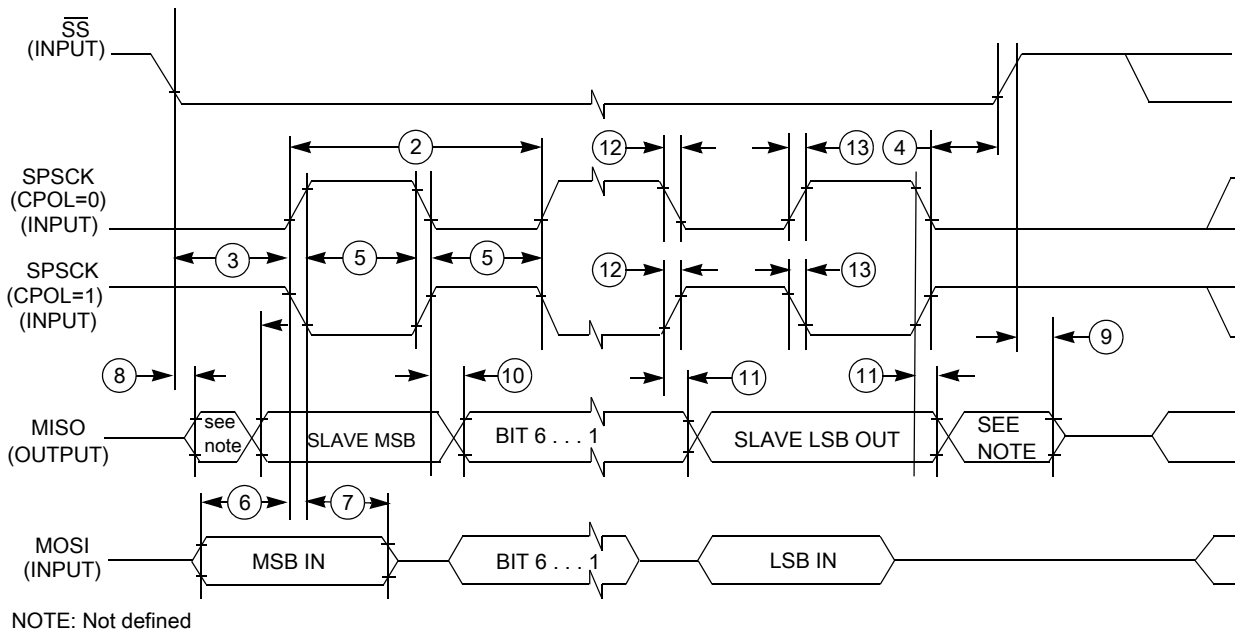 SS
(INPUT)
2
12
13
4
SPSCK
(CPOL=0)
(INPUT)
3
5
5
SPSCK
(CPOL=1)
(INPUT)
12
13
8
10
11
11
9
MISO
(OUTPUT)
see
note
SLAVE MSB
BIT 6 . . . 1
SLAVE LSB OUT
SEE
NOTE
6
7
MOSI
(INPUT)
MSB IN
BIT 6 . . . 1
LSB IN
NOTE: Not defined